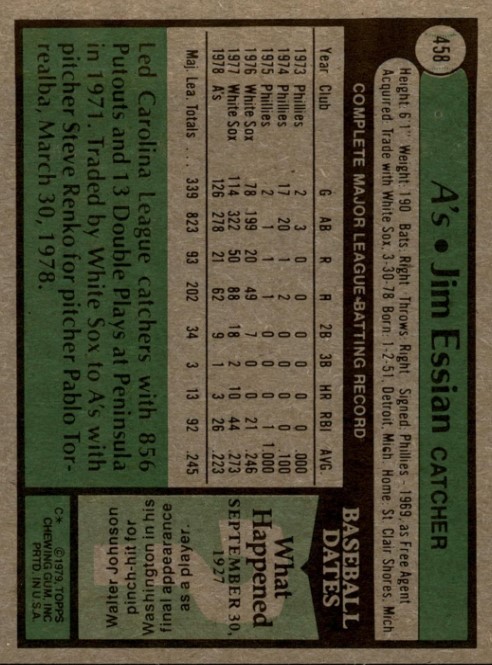 458
A's • Jim Essian CATCHER
Height: 6'1" Weight: 190 Bats: Right Throws: Right Signed: Phillies - 1969, as Free Agent
Acquired: Trade with White Sox, 3-30-78 Born: 1-2-51, Detroit, Mich. Home: St. Clair Shores, Mich.
COMPLETE MAJOR LEAGUE BATTING RECORD
Year Club G AB R H 2B 3B HR RBI AVG.
1973 Phillies 2 3 0 0 0 0 0 0 .000
1974 Phillies 17 20 1 2 0 0 0 0 .100
1975 Phillies 2 1 1 1 0 0 0 1 1.000
1976 White Sox 78 199 20 49 7 0 0 21 .246
1977 White Sox 114 322 50 88 18 2 10 44 .273
1978 A's 126 278 21 62 9 1 3 26 .223
Maj. Lea. Totals . . . 339 823 93 202 34 3 13 92 .245
Led Carolina League catchers with 856
Putouts and 13 Double Plays at Peninsula
in 1971. Traded by White Sox to A's with
pitcher Steve Renko for pitcher Pablo Tor-
realba, March 30, 1978.
BASEBALL
DATES
What
Happened
SEPTEMBER 30,
1927
?
Walter Johnson
pinch-hit for
Washington in his
final appearance
as a player.
C* ©1979, TOPPS
CHEWING GUM, INC.
PRTD. IN U.S.A.